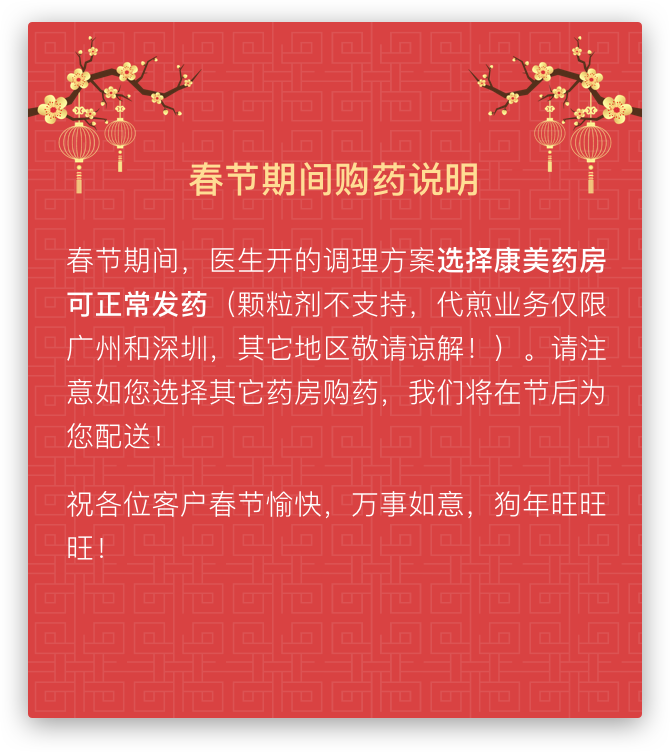 春节期间购药说明
春节期间，医生开的调理方案选择康美药房
可正常发药（颗粒剂不支持，代煎业务仅限
广州和深圳，其它地区敬请谅解！）。请注
意如您选择其它药房购药，我们将在节后为
您配送！
祝各位客户春节愉快，万事如意，狗年旺旺
旺！